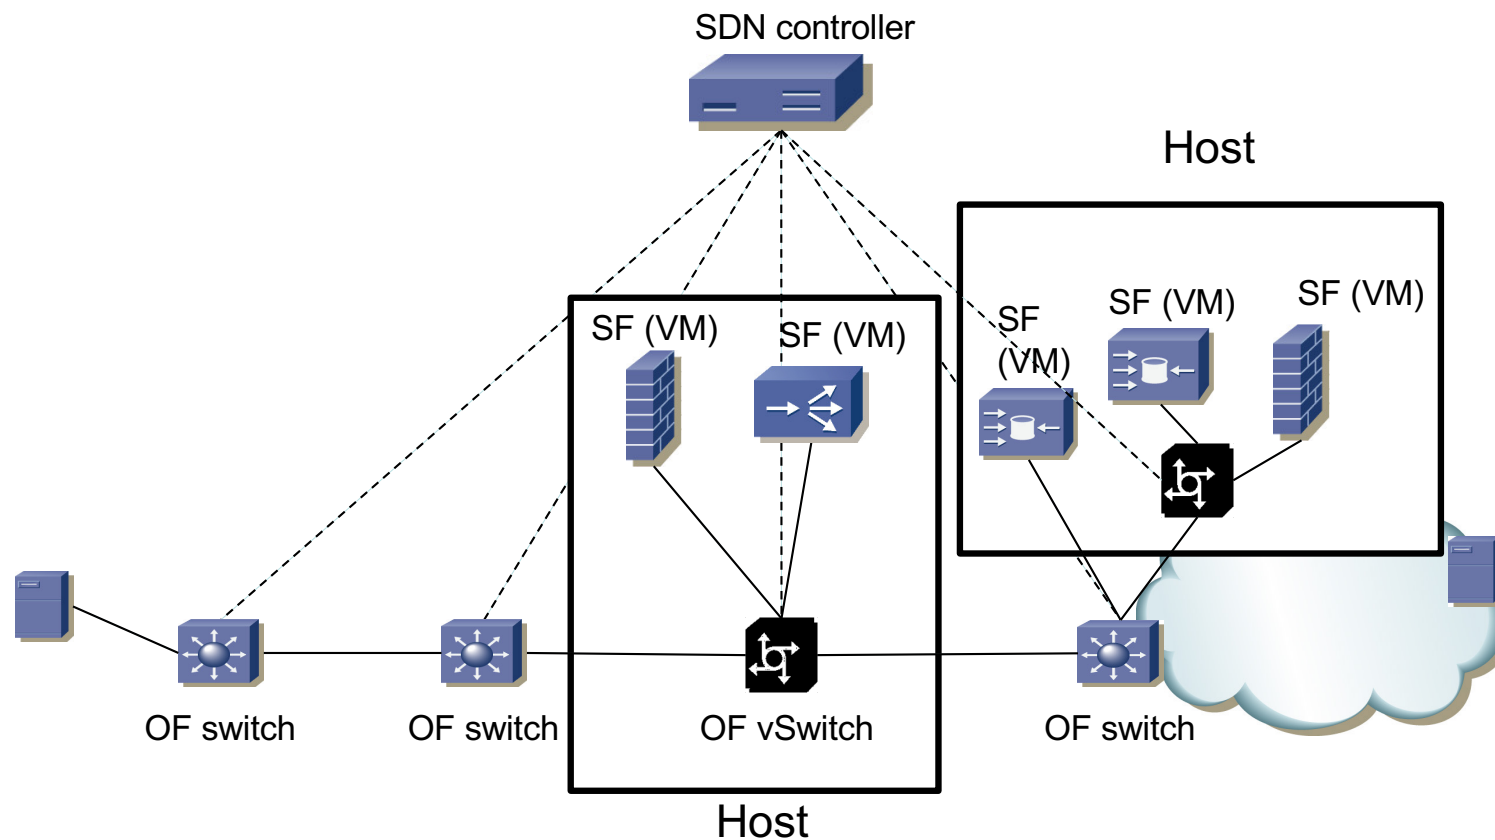 SDN controller
Host
SF (VM)
SF (VM)
SF
(VM)
SF (VM)
SF (VM)
OF switch
OF switch
OF vSwitch
OF switch
Host